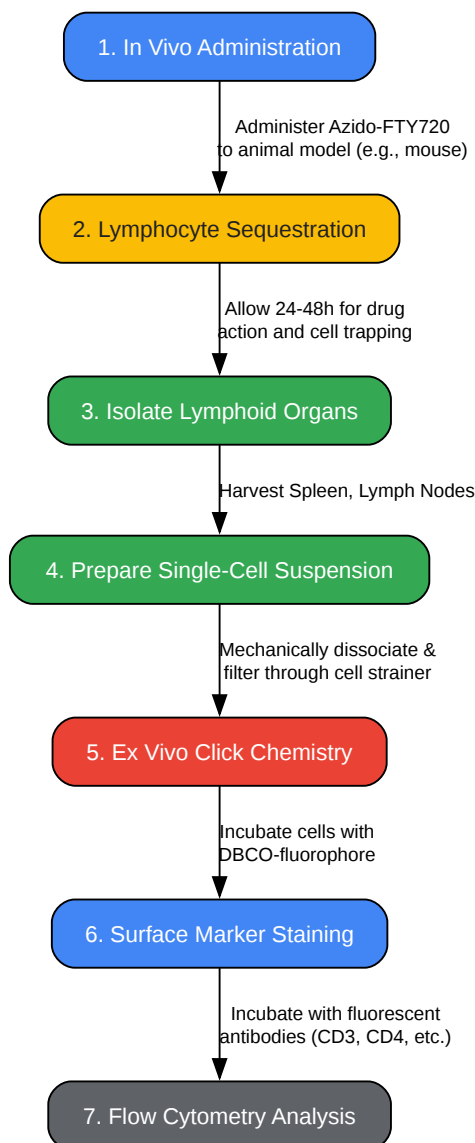 1. In Vivo Administration
Administer Azido-FTY720
to animal model (e.g., mouse)
2. Lymphocyte Sequestration
Allow 24-48h for drug
action and cell trapping
3. Isolate Lymphoid Organs
Harvest Spleen, Lymph Nodes
4. Prepare Single-Cell Suspension
Mechanically dissociate &
filter through cell strainer
5. Ex Vivo Click Chemistry
Incubate cells with
DBCO-fluorophore
6. Surface Marker Staining
Incubate with fluorescent
antibodies (CD3, CD4, etc.)
7. Flow Cytometry Analysis